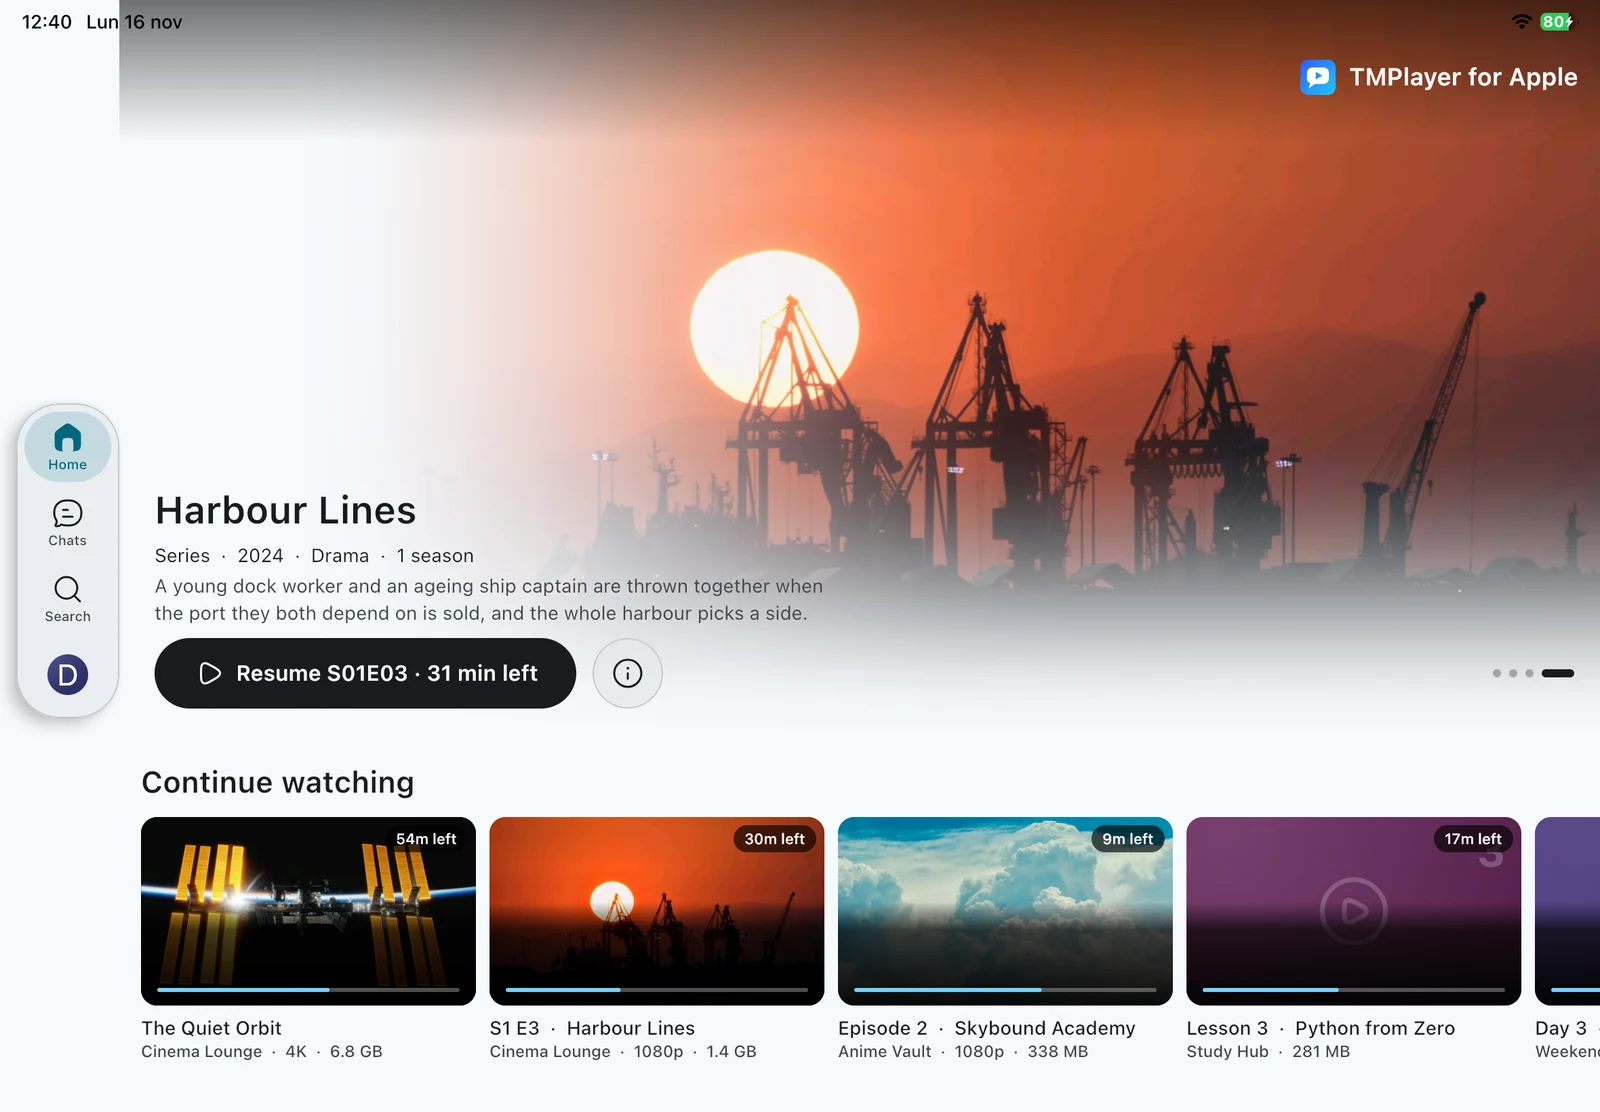 12:40 Lun 16 nov
80
TMPlayer for Apple
Home
Chats
Search
D
Harbour Lines
Series · 2024 · Drama · 1 season
A young dock worker and an ageing ship captain are thrown together when
the port they both depend on is sold, and the whole harbour picks a side.
Resume S01E03 · 31 min left
Continue watching
54m left
30m left
9m left
17m left
3
The Quiet Orbit
Cinema Lounge · 4K · 6.8 GB
S1 E3 · Harbour Lines
Cinema Lounge · 1080p · 1.4 GB
Episode 2 · Skybound Academy
Anime Vault · 1080p · 338 MB
Lesson 3 · Python from Zero
Study Hub · 281 MB
Day 3 ·